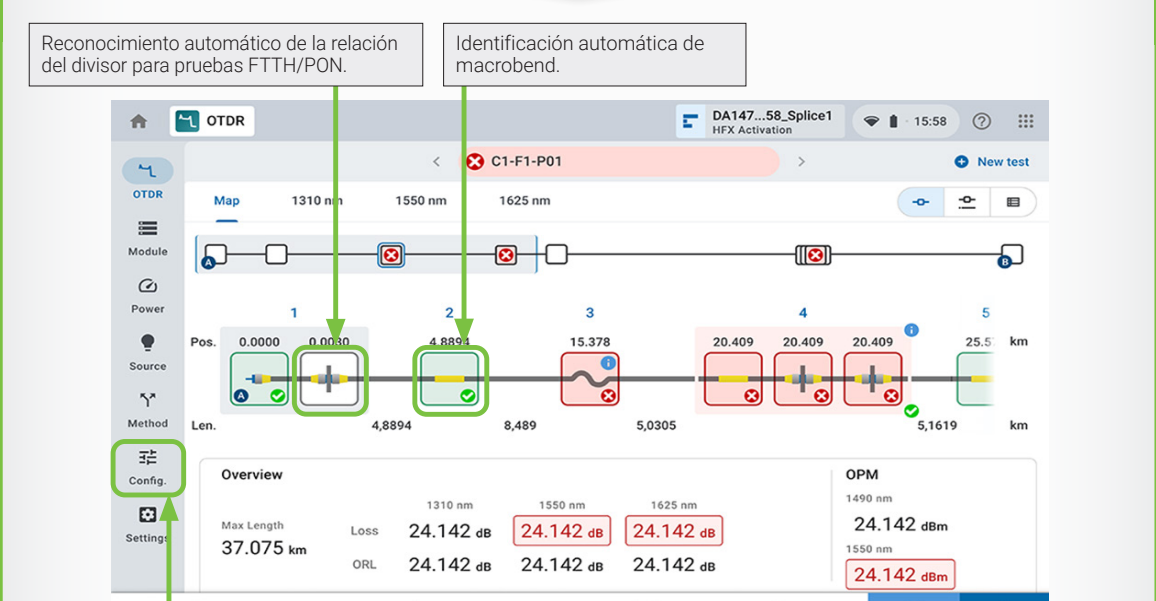 Reconocimiento automático de la relación
del divisor para pruebas FTTH/PON.
Identificación automática de
macrobend.
OTDR
DA147...58_Splice1
HFX Activation
15:58
C1-F1-P01
New test
OTDR
Map
1310 nm
1550 nm
1625 nm
Module
A
B
Power
1
2
3
4
5
Pos.
0.0000
0.0030
4.8894
15.378
20.409
20.409
20.409
25.5
km
Source
A
Method
Len.
4,8894
8,489
5,0305
5,1619
km
Config.
Overview
OPM
1310 nm
1550 nm
1625 nm
1490 nm
Max Length
Loss
24.142 dB
24.142 dB
24.142 dB
24.142 dBm
Settings
37.075 km
1550 nm
ORL
24.142 dB
24.142 dB
24.142 dB
24.142 dBm